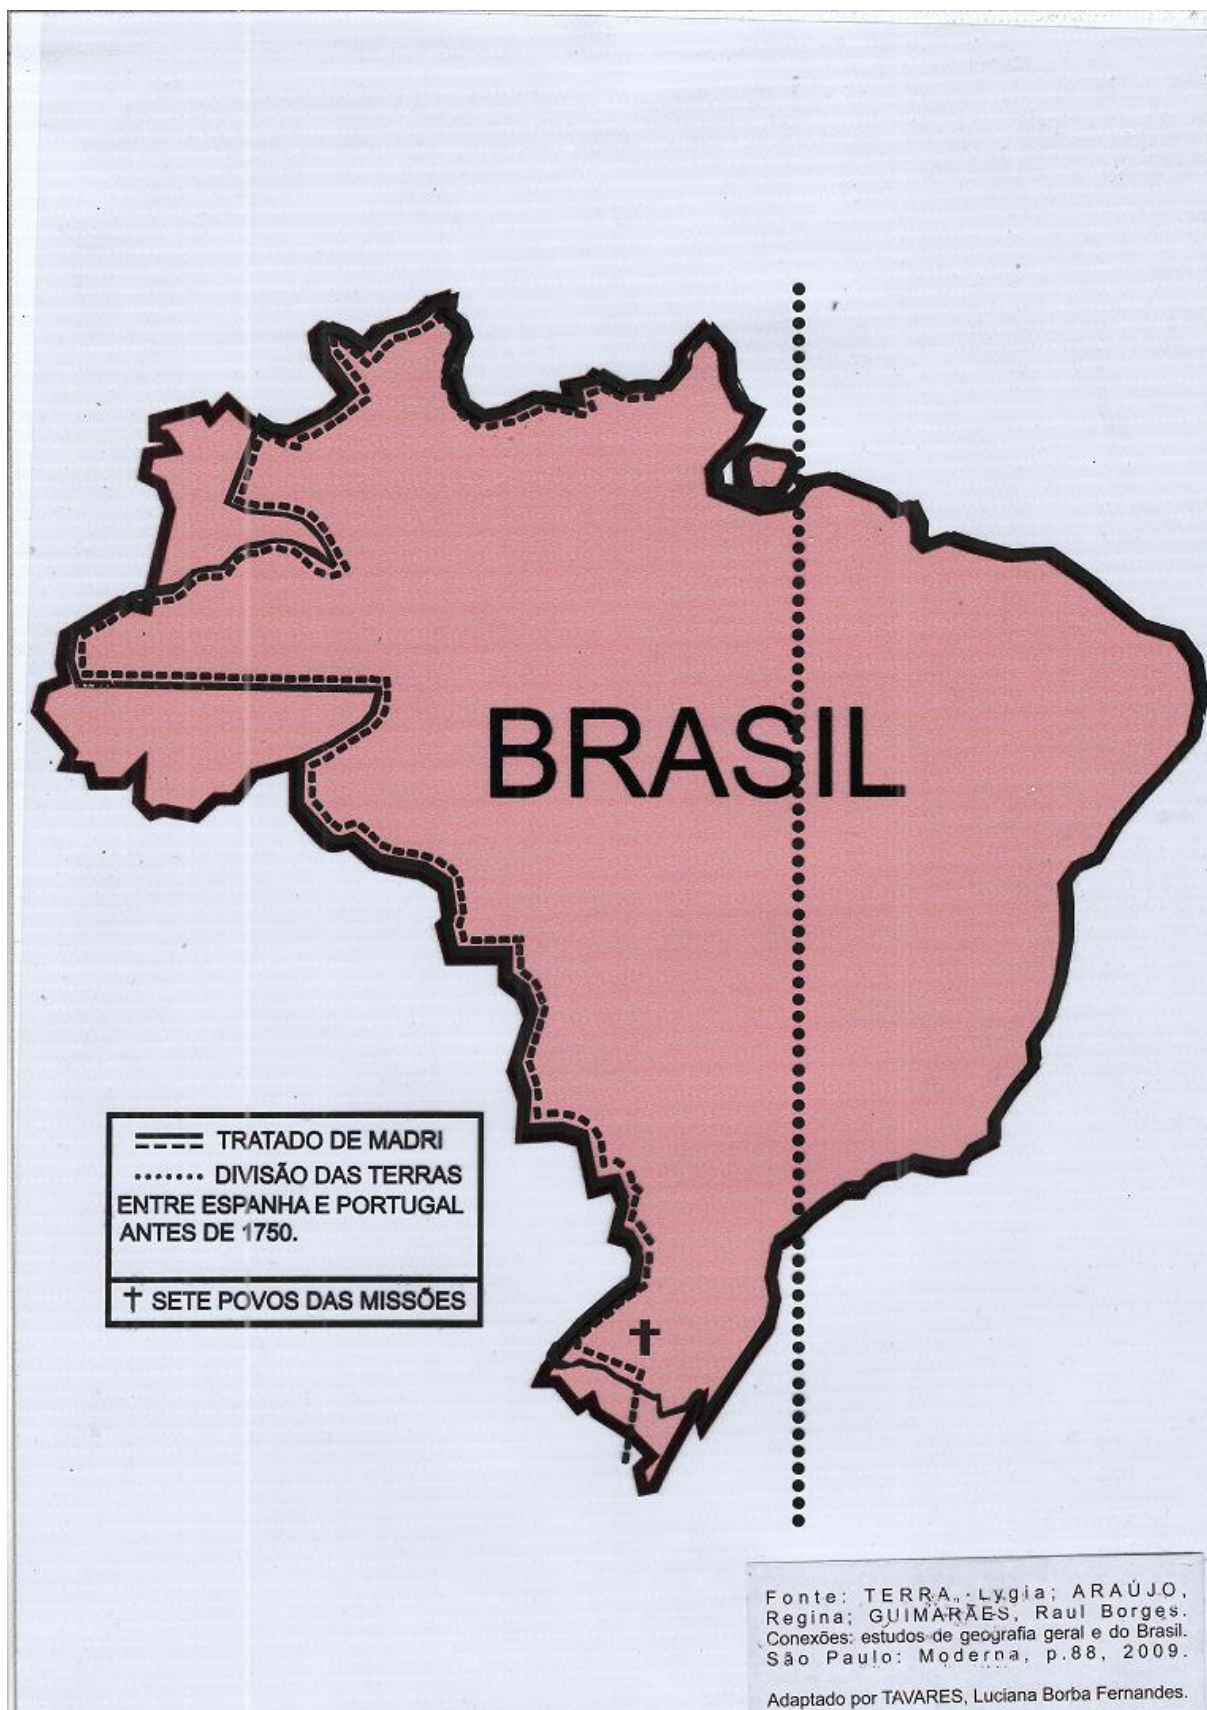 BRASIL
TRATADO DE MADRI
DIVISÃO DAS TERRAS
ENTRE ESPANHA E PORTUGAL
ANTES DE 1750.
† SETE POVOS DAS MISSÕES
Fonte: TERRA, Lygia; ARAÚJO,
Regina; GUIMARÃES, Raul Borges.
Conexões: estudos de geografia geral e do Brasil.
São Paulo: Moderna, p.88, 2009.
Adaptado por TAVARES, Luciana Borba Fernandes.